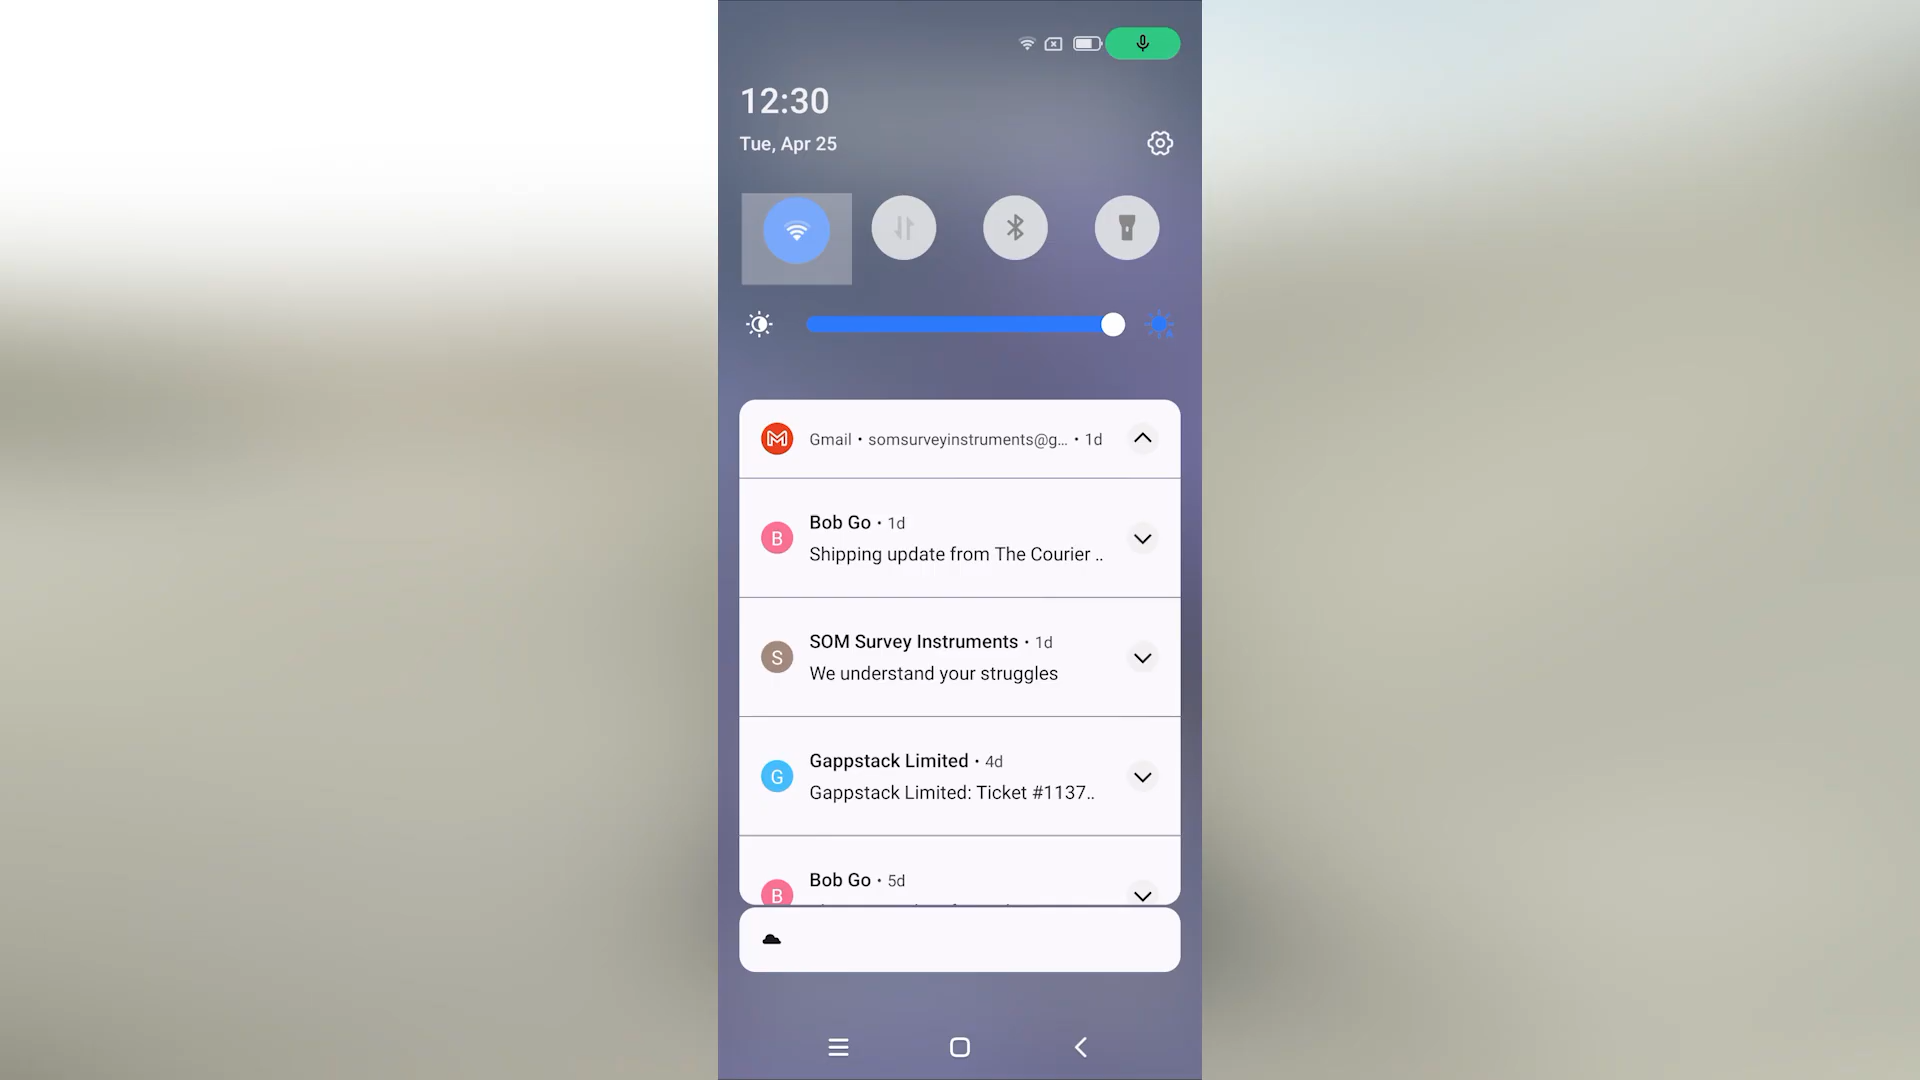 12:30
Tue, Apr 25
Gmail • somsurveyinstruments@g... • 1d
B
Bob Go • 1d
Shipping update from The Courier ..
S
SOM Survey Instruments • 1d
We understand your struggles
G
Gappstack Limited • 4d
Gappstack Limited: Ticket #1137..
B
Bob Go • 5d